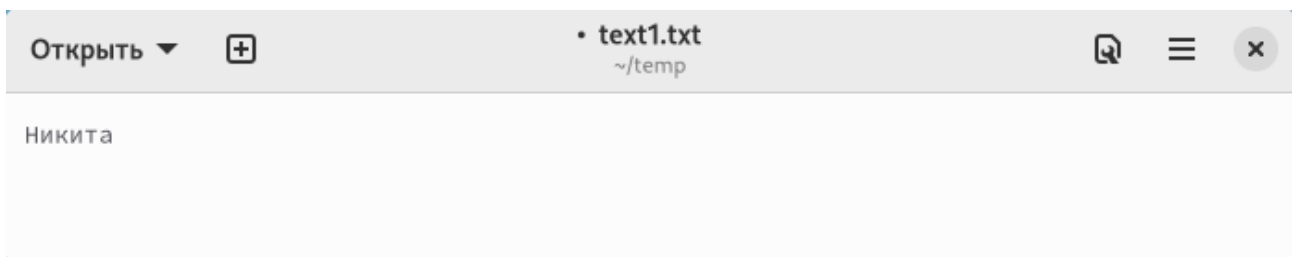 Открыть
• text1.txt
~/temp
Никита